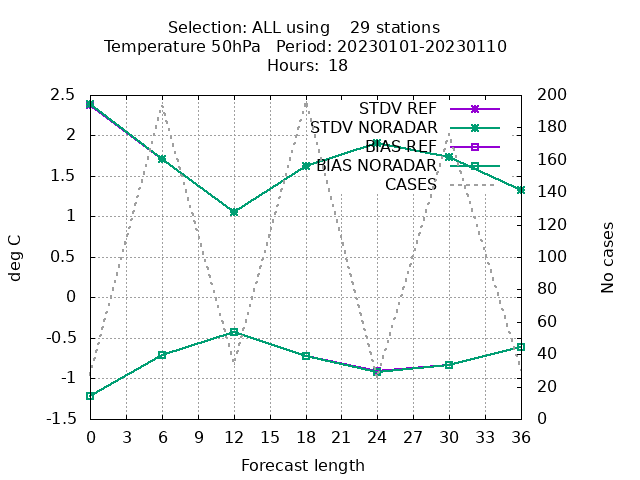 Selection: ALL using    29 stations
Temperature 50hPa   Period: 20230101-20230110
Hours:  18
2.5
2
1.5
1
0.5
0
-0.5
-1
-1.5
deg C
STDV REF
STDV NORADAR
BIAS REF
BIAS NORADAR
CASES
200
180
160
140
120
100
80
60
40
20
0
No cases
0 3 6 9 12 15 18 21 24 27 30 33 36
Forecast length